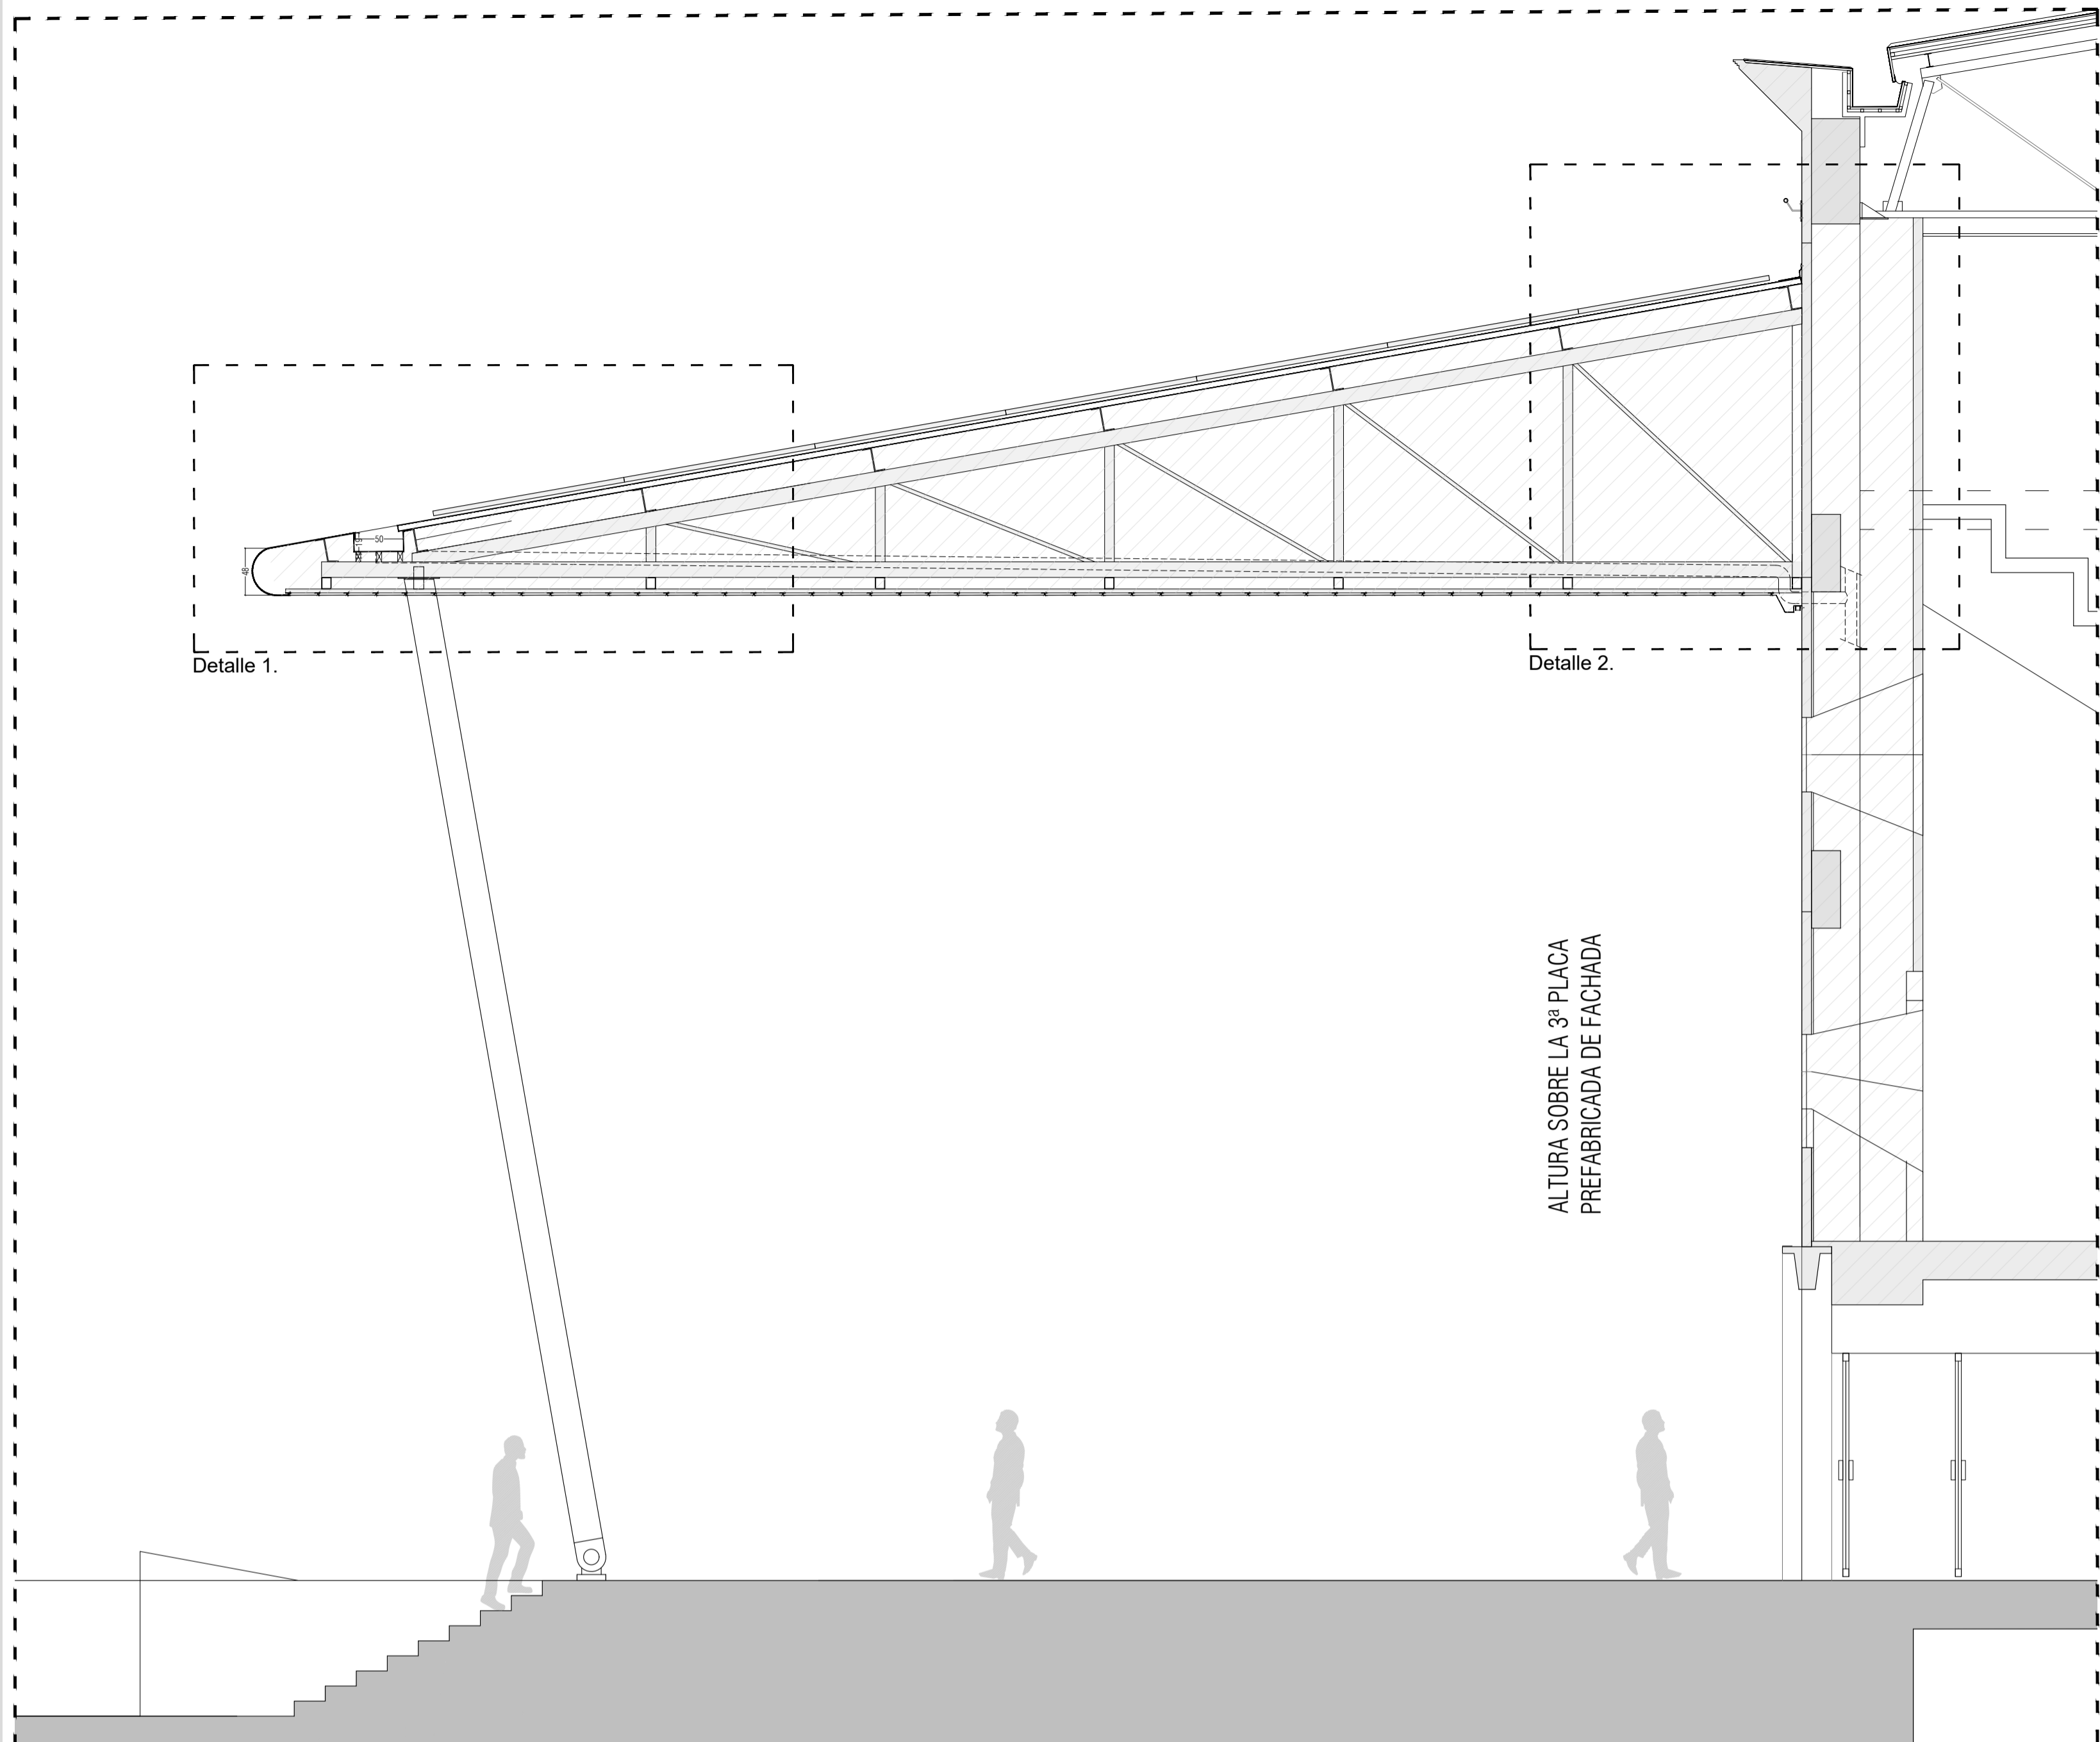 50
48
Detalle 1.
Detalle 2.
ALTURA SOBRE LA 3ª PLACA
PREFABRICADA DE FACHADA